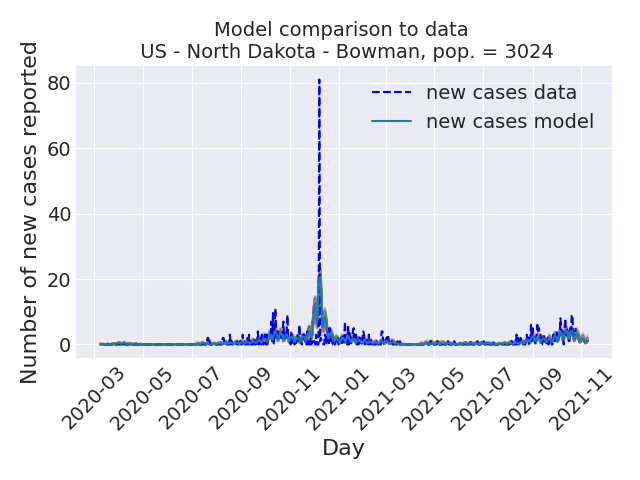 Model comparison to data
US - North Dakota - Bowman, pop. = 3024
Number of new cases reported
80
60
40
20
0
new cases data
new cases model
2020-03
2020-05
2020-07
2020-09
2020-11
2021-01
2021-03
2021-05
2021-07
2021-09
2021-11
Day